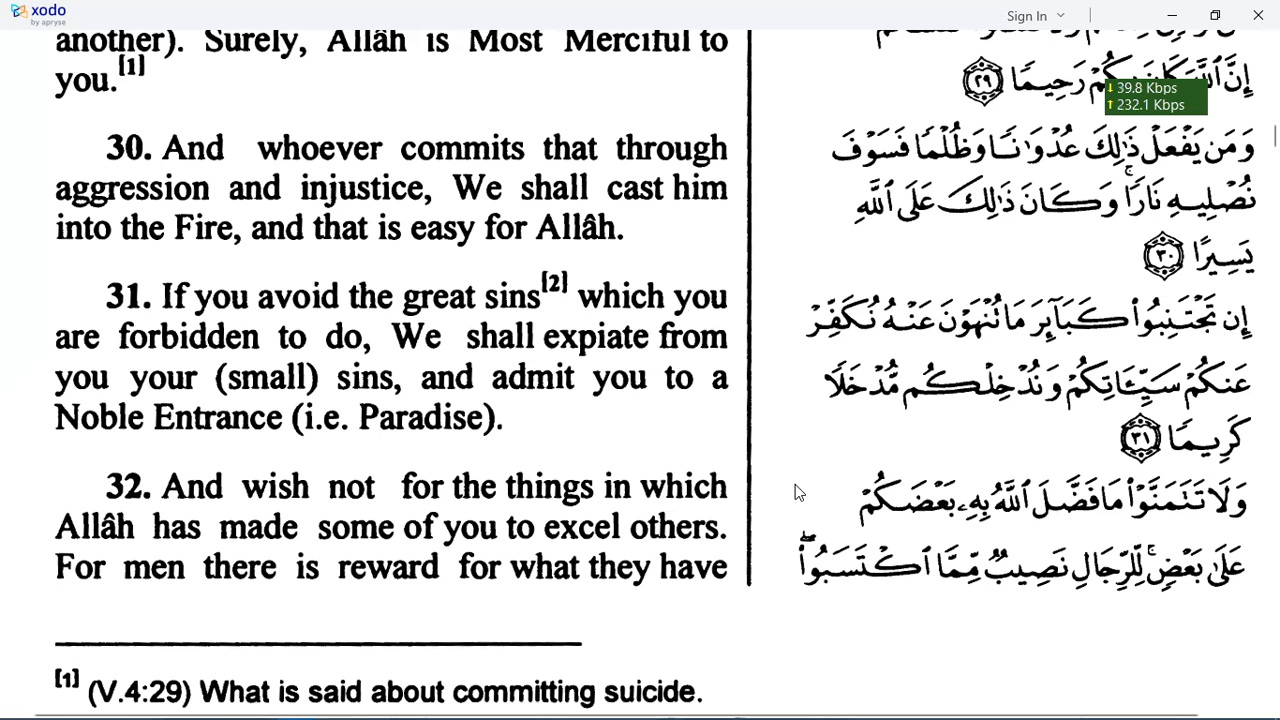 xodo
by apryse
Sign In
another). Surely, Allâh is Most Merciful to
you.[1]
30. And whoever commits that through
aggression and injustice, We shall cast him
into the Fire, and that is easy for Allâh.
31. If you avoid the great sins[2] which you
are forbidden to do, We shall expiate from
you your (small) sins, and admit you to a
Noble Entrance (i.e. Paradise).
32. And wish not for the things in which
Allâh has made some of you to excel others.
For men there is reward for what they have
إِنَّ ٱللَّهَ كَانَ بِكُمْ رَحِيمًا ٢٩
↓ 39.8 Kbps
↑ 232.1 Kbps
وَمَن يَفْعَلْ ذَٰلِكَ عُدْوَٰنًا وَظُلْمًا فَسَوْفَ
نُصْلِيهِ نَارًا ۚ وَكَانَ ذَٰلِكَ عَلَى ٱللَّهِ
يَسِيرًا ٣٠
إِن تَجْتَنِبُوا۟ كَبَآئِرَ مَا تُنْهَوْنَ عَنْهُ نُكَفِّرْ
عَنكُمْ سَيِّـَٔاتِكُمْ وَنُدْخِلْكُم مُّدْخَلًا
كَرِيمًا ٣١
وَلَا تَتَمَنَّوْا۟ مَا فَضَّلَ ٱللَّهُ بِهِۦ بَعْضَكُمْ
عَلَىٰ بَعْضٍ ۚ لِّلرِّجَالِ نَصِيبٌ مِّمَّا ٱكْتَسَبُوا۟ ۖ
[1] (V.4:29) What is said about committing suicide.